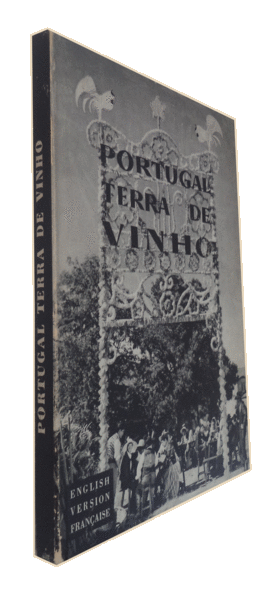 PORTUGAL TERRA DE VINHO
PORTUGAL
TERRA DE
VINHO
ENGLISH
VERSION
FRANÇAISE